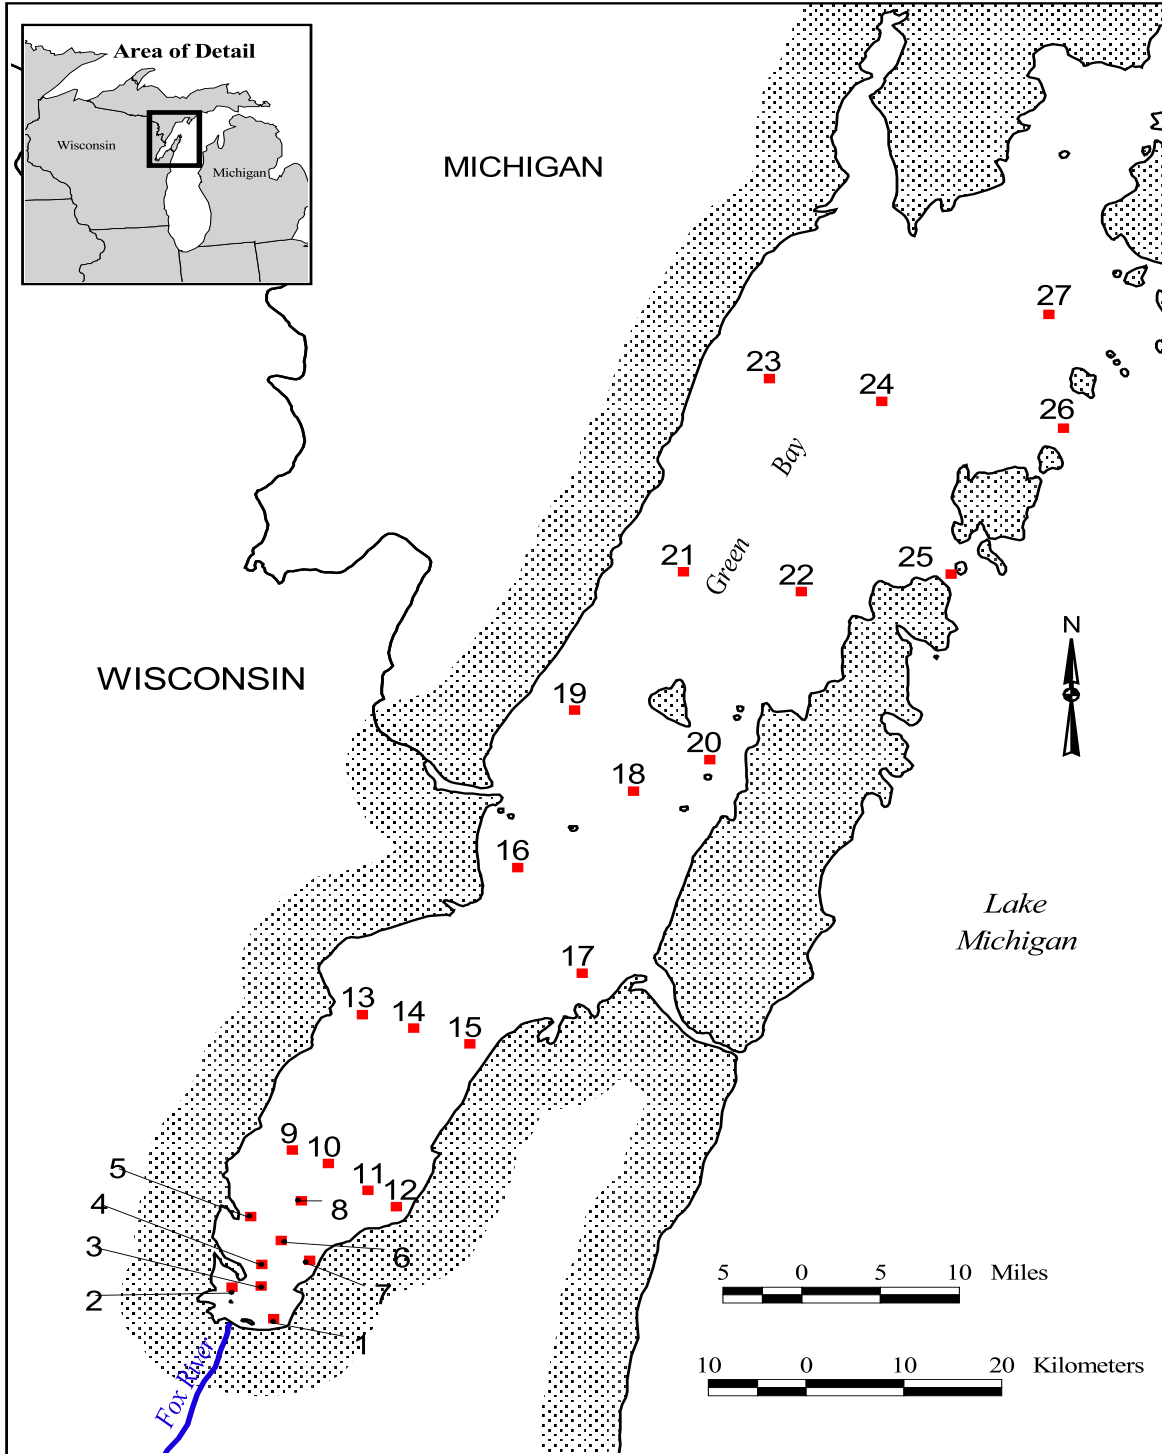 Area of Detail
Wisconsin
Michigan
MICHIGAN
27
23
24
26
Bay
21
Green
22
25
N
WISCONSIN
19
20
18
16
Lake
Michigan
17
13
14
15
9
10
5
11
12
4
8
3
6
2
7
1
5 0 5 10 Miles
10 0 10 20 Kilometers
Fox River